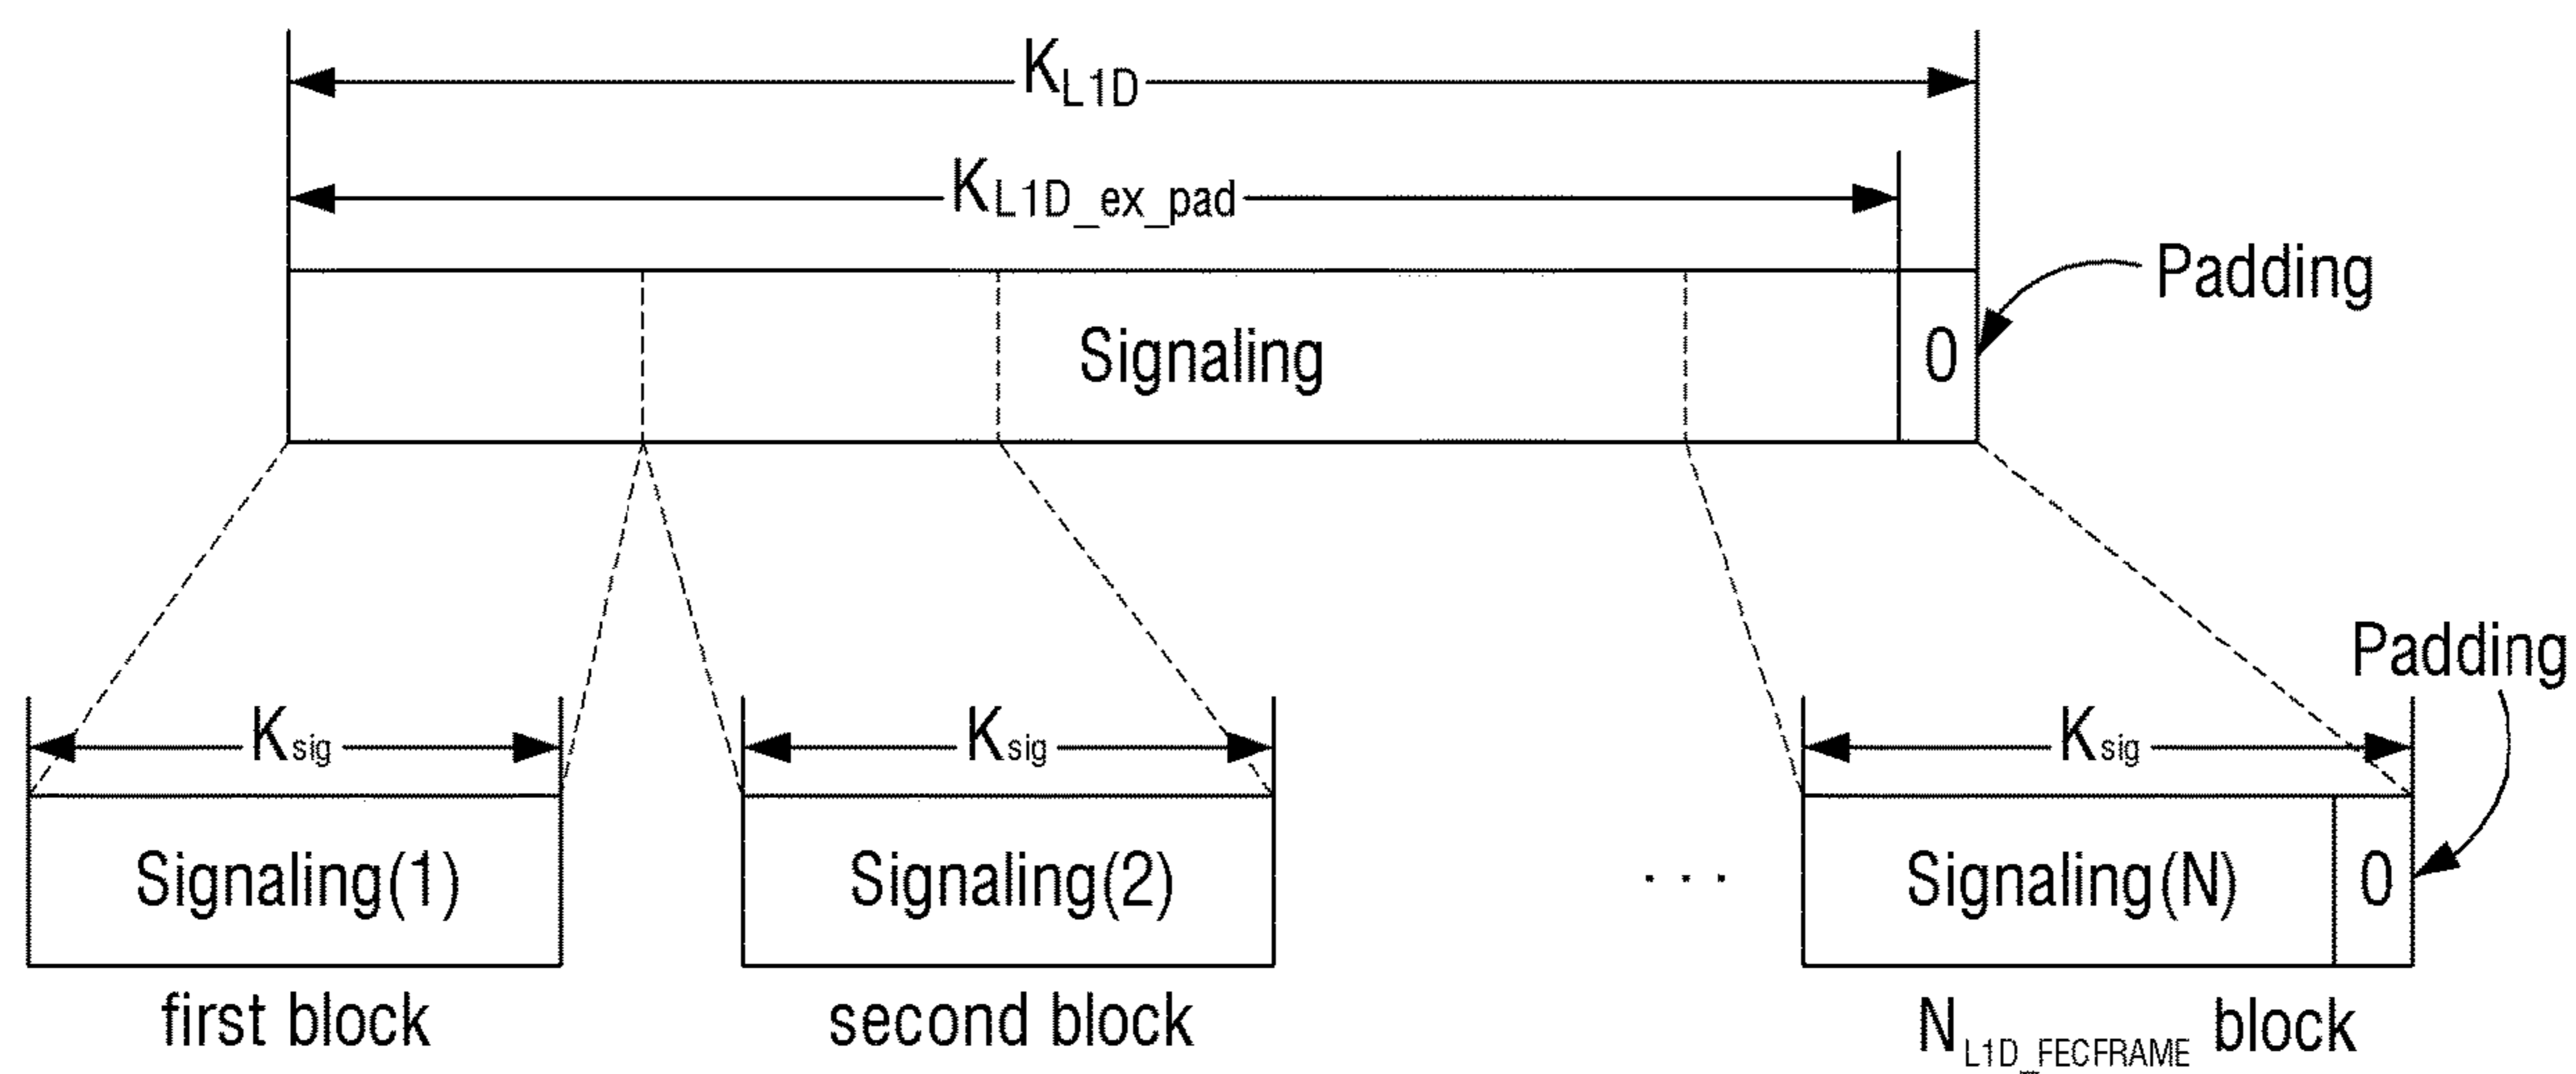 K_L1D
K_L1D_ex_pad
Padding
Signaling 0
Padding
K_sig K_sig K_sig
Signaling(1) Signaling(2) ... Signaling(N) 0
first block second block N_L1D_FECFRAME block